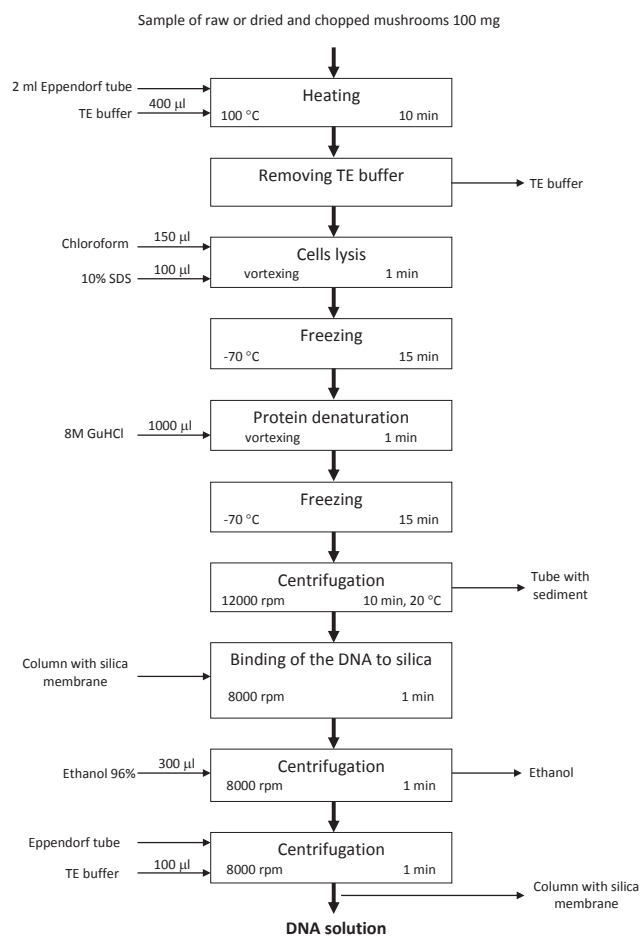 Sample of raw or dried and chopped mushrooms 100 mg
2 ml Eppendorf tube
TE buffer
400 µl
Heating
100 °C
10 min
Removing TE buffer
TE buffer
Chloroform
150 µl
10% SDS
100 µl
Cells lysis
vortexing
1 min
Freezing
-70 °C
15 min
8M GuHCl
1000 µl
Protein denaturation
vortexing
1 min
Freezing
-70 °C
15 min
Centrifugation
12000 rpm
10 min, 20 °C
Tube with
sediment
Column with silica
membrane
Binding of the DNA to silica
8000 rpm
1 min
Ethanol 96%
300 µl
Centrifugation
8000 rpm
1 min
Ethanol
Eppendorf tube
TE buffer
100 µl
Centrifugation
8000 rpm
1 min
Column with silica
membrane
DNA solution